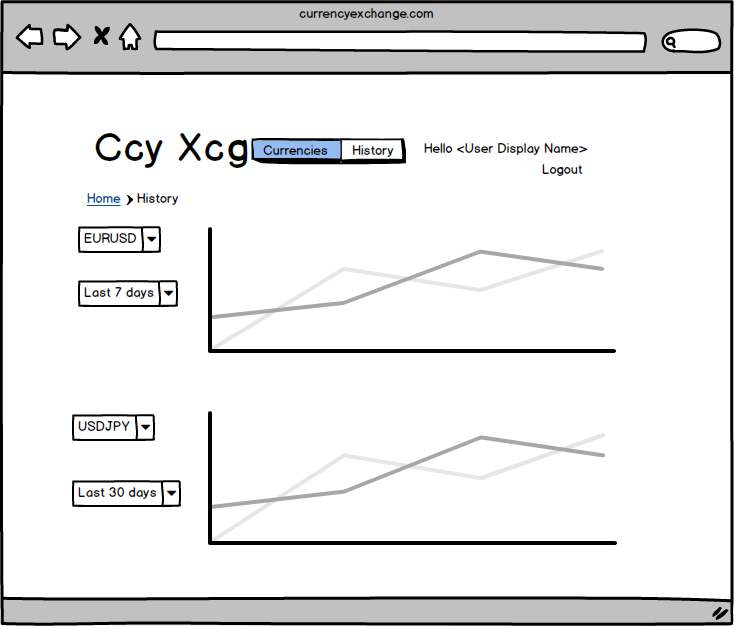 currencyexchange.com
Ccy Xcg
Currencies
History
Hello <User Display Name>
Logout
Home
History
EURUSD
Last 7 days
USDJPY
Last 30 days